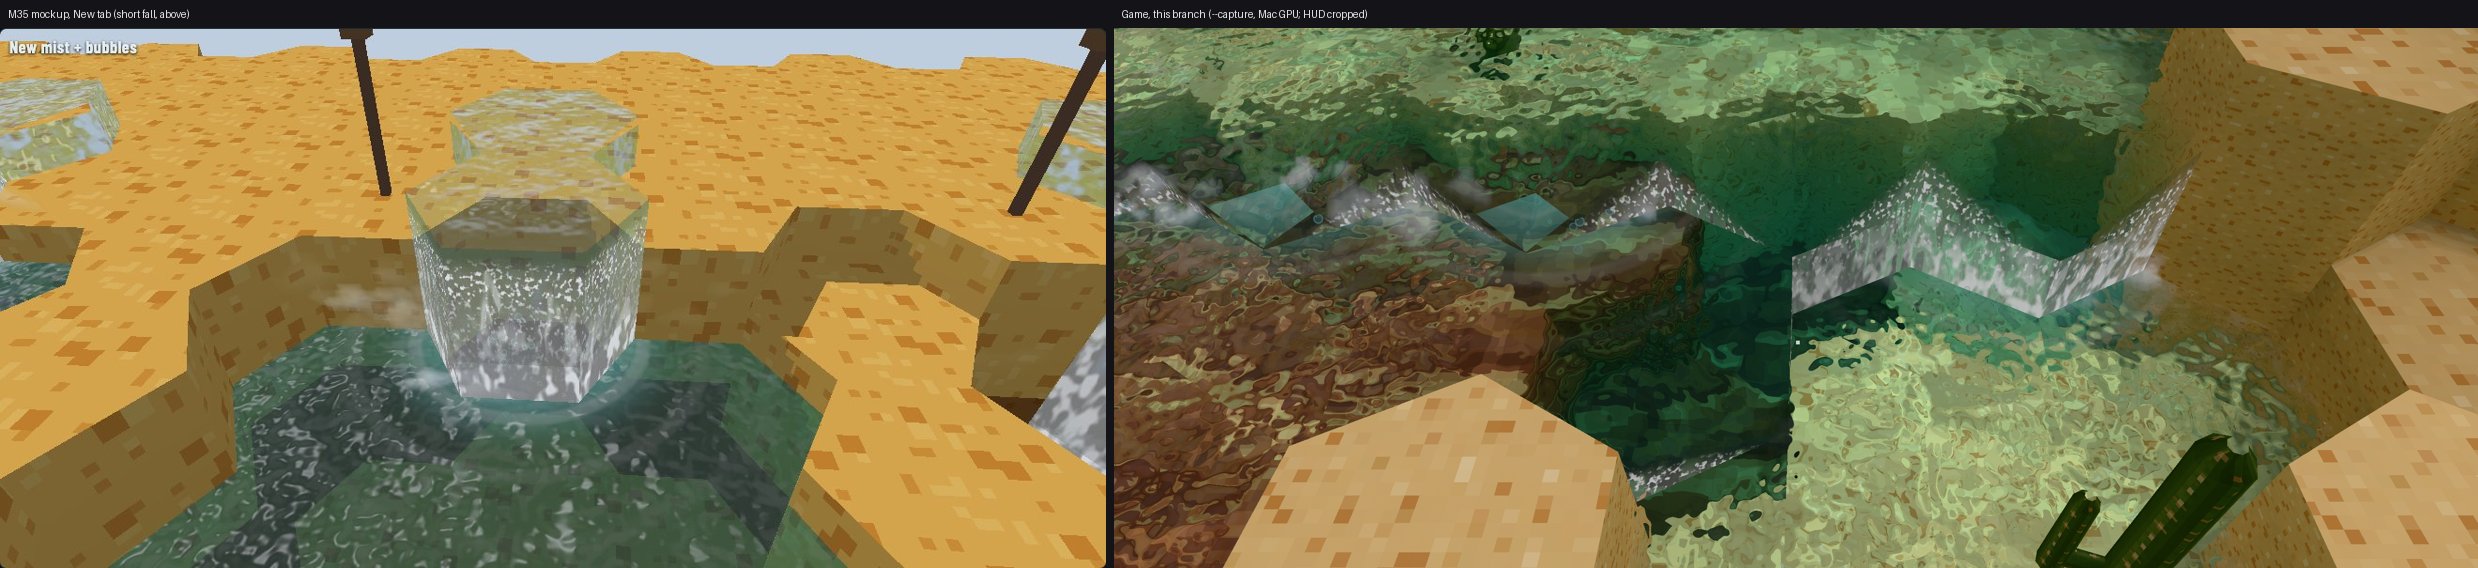 M35 mockup, New tab (short fall, above)
Game, this branch (--capture, Mac GPU; HUD cropped)
New mist + bubbles